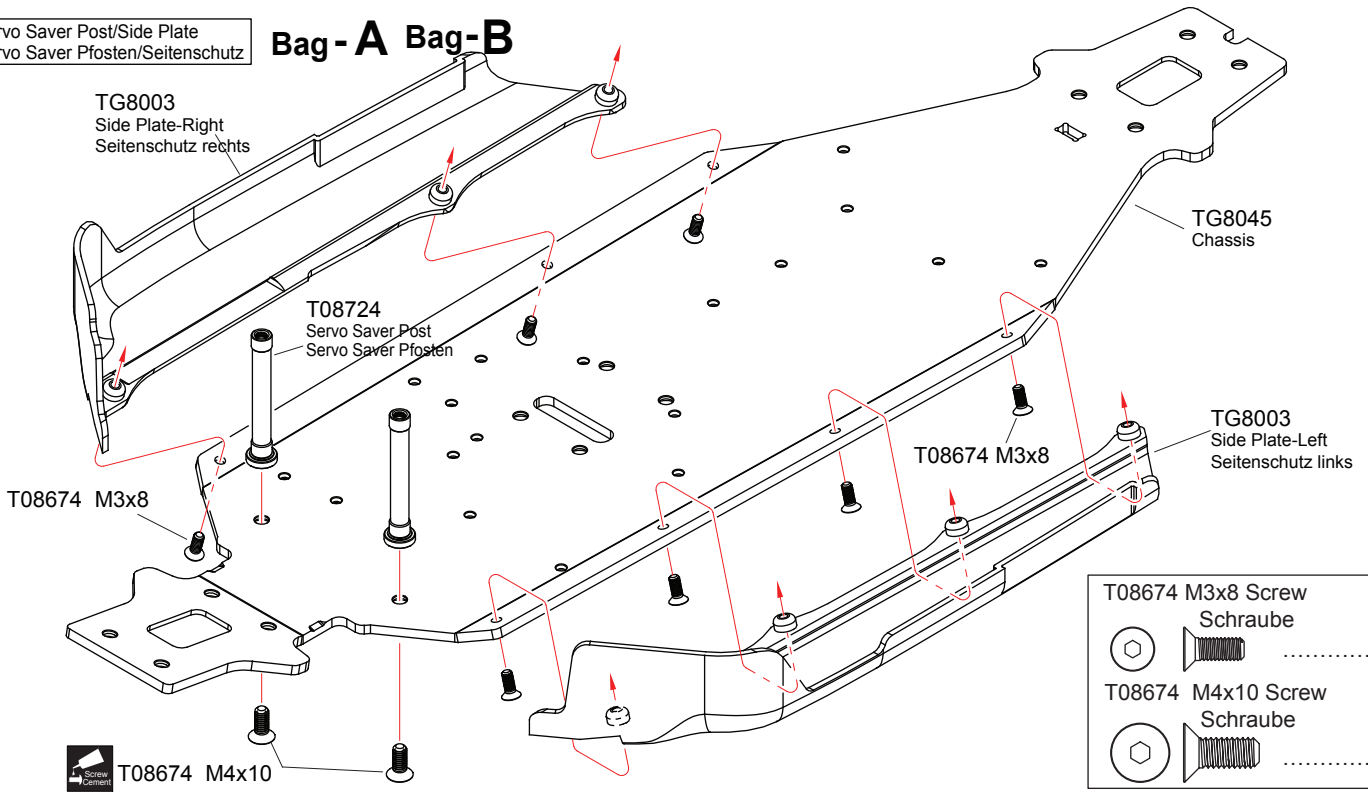 rvo Saver Post/Side Plate
rvo Saver Pfosten/Seitenschutz
Bag-A Bag-B
TG8003
Side Plate-Right
Seitenschutz rechts
TG8045
Chassis
T08724
Servo Saver Post
Servo Saver Pfosten
TG8003
Side Plate-Left
Seitenschutz links
T08674 M3x8
T08674 M3x8
T08674 M3x8 Screw
Schraube
............
T08674 M4x10 Screw
Schraube
............
Screw
Cement
T08674 M4x10